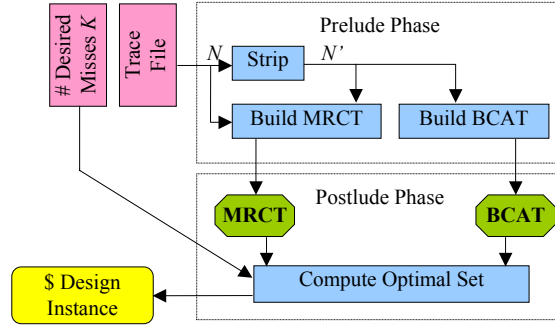 # Desired
Misses K
Trace
File
Prelude Phase
N
Strip
N’
Build MRCT
Build BCAT
Postlude Phase
MRCT
BCAT
Compute Optimal Set
$ Design
Instance